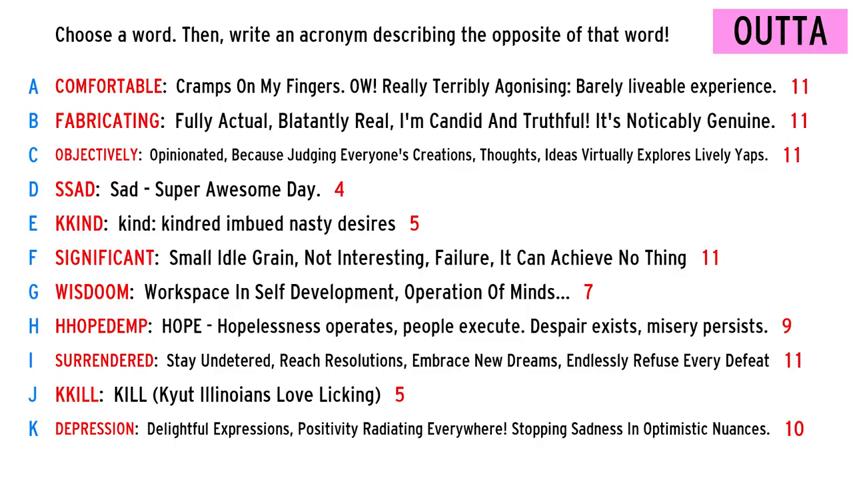 Choose a word. Then, write an acronym describing the opposite of that word!
OUTTA
A COMFORTABLE: Cramps On My Fingers. OW! Really Terribly Agonising: Barely liveable experience. 11
B FABRICATING: Fully Actual, Blatantly Real, I'm Candid And Truthful! It's Noticably Genuine. 11
C OBJECTIVELY: Opinionated, Because Judging Everyone's Creations, Thoughts, Ideas Virtually Explores Lively Yaps. 11
D SSAD: Sad - Super Awesome Day. 4
E KKIND: kind: kindred imbued nasty desires 5
F SIGNIFICANT: Small Idle Grain, Not Interesting, Failure, It Can Achieve No Thing 11
G WISDOOM: Workspace In Self Development, Operation Of Minds... 7
H HHOPEDEMP: HOPE - Hopelessness operates, people execute. Despair exists, misery persists. 9
I SURRENDERED: Stay Undetered, Reach Resolutions, Embrace New Dreams, Endlessly Refuse Every Defeat 11
J KKILL: KILL (Kyut Illinoians Love Licking) 5
K DEPRESSION: Delightful Expressions, Positivity Radiating Everywhere! Stopping Sadness In Optimistic Nuances. 10